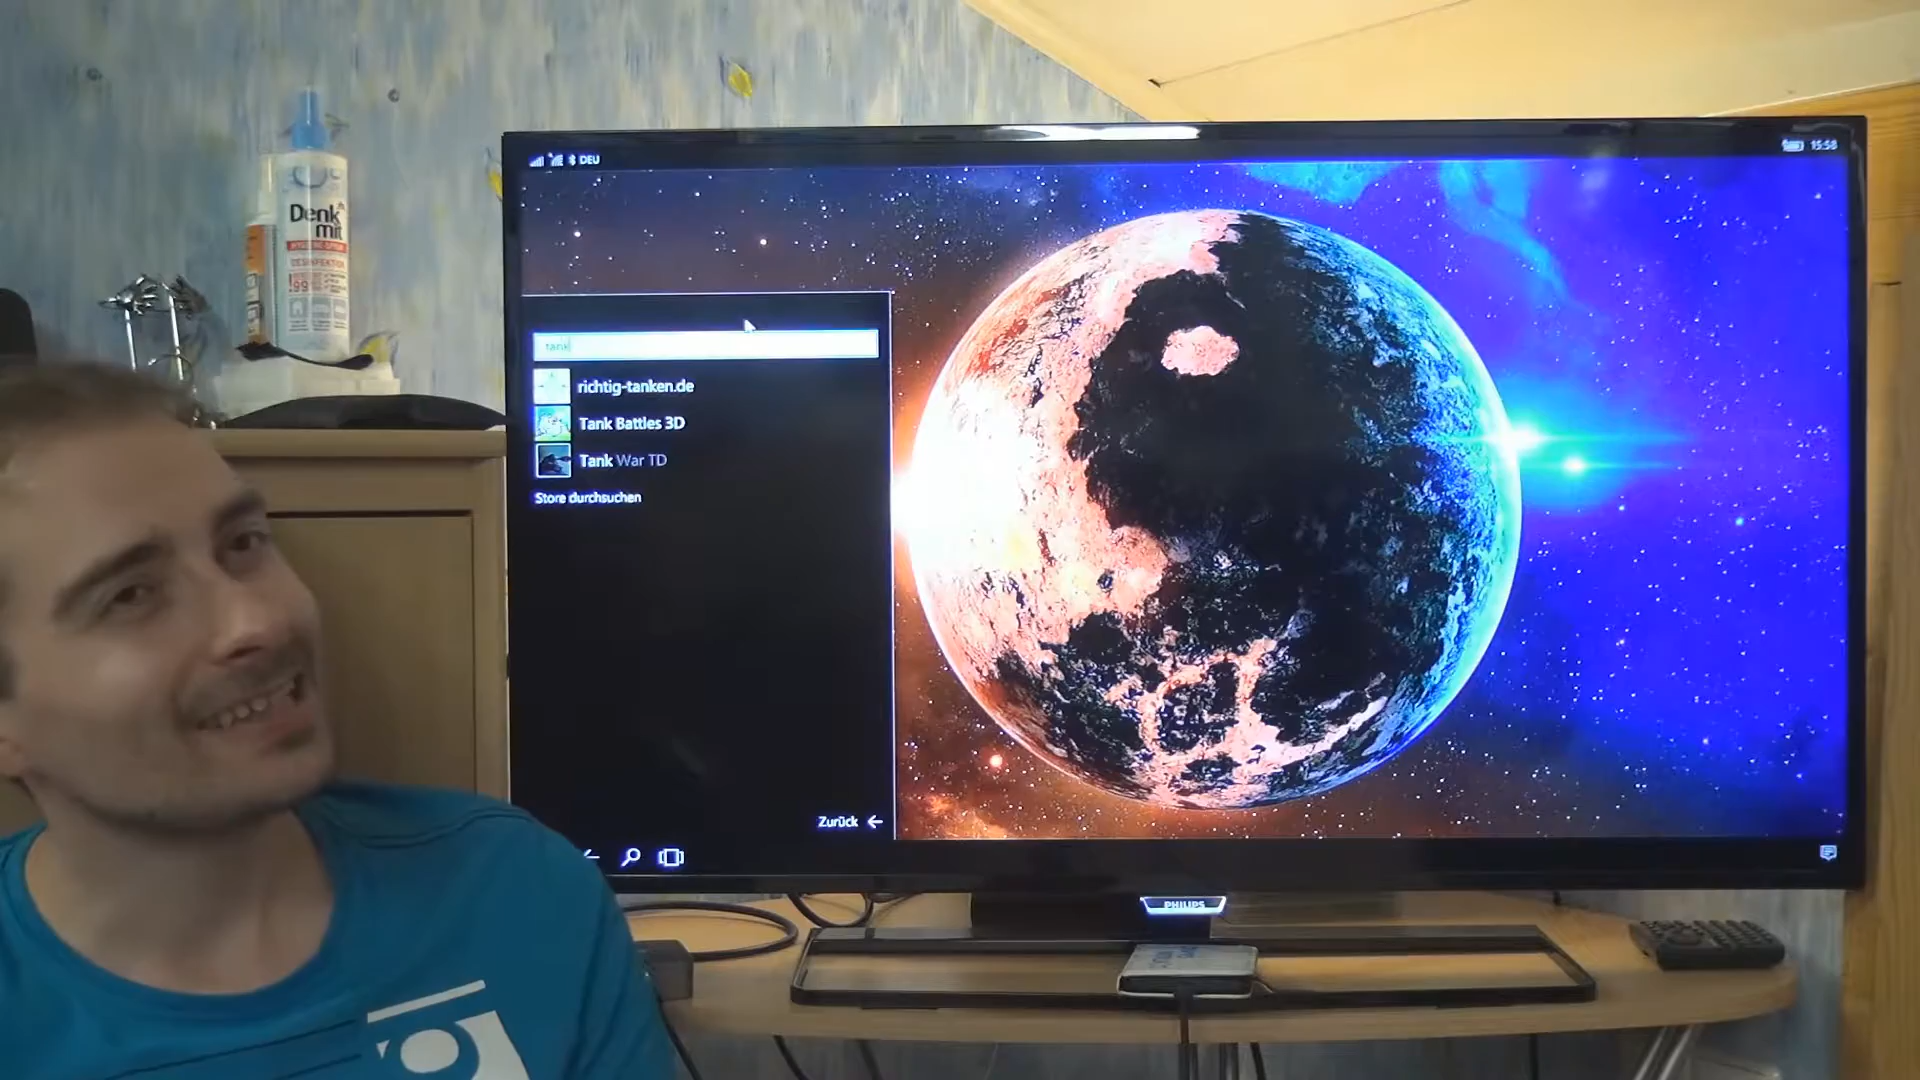 DEU
15:58
tank
richtig-tanken.de
Tank Battles 3D
Tank War TD
Store durchsuchen
Zurück
PHILIPS
Denk
mit
DESINFEKTION